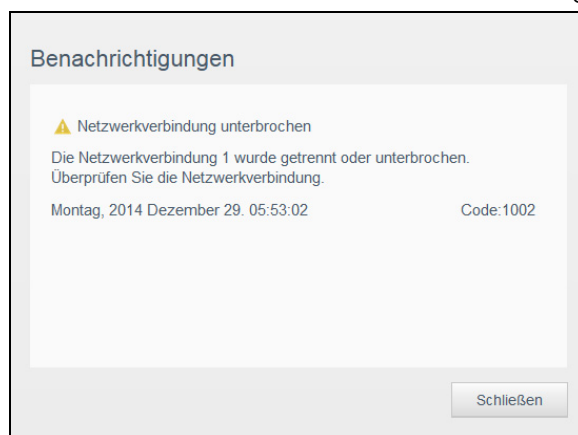 Benachrichtigungen
Netzwerkverbindung unterbrochen
Die Netzwerkverbindung 1 wurde getrennt oder unterbrochen.
Überprüfen Sie die Netzwerkverbindung.
Montag, 2014 Dezember 29. 05:53:02 Code:1002
Schließen